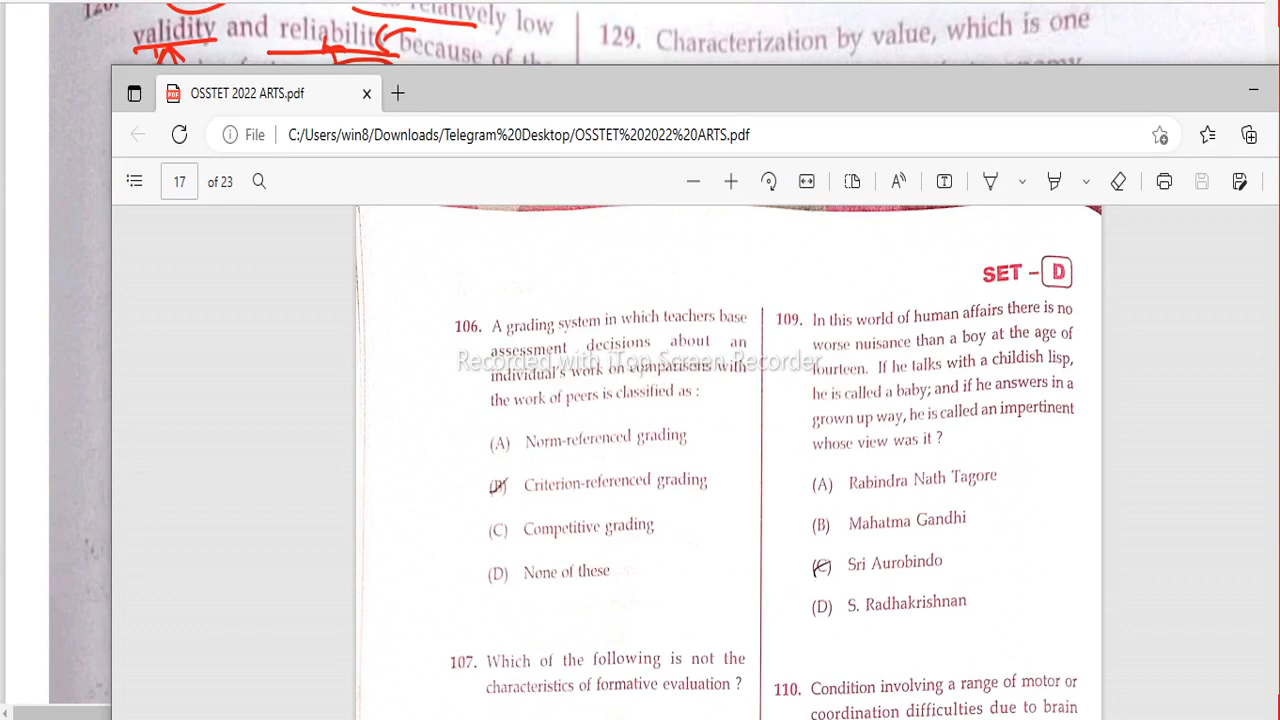 relatively low
validity and reliability because of
129. Characterization by value, which is one
OSSTET 2022 ARTS.pdf
File
C:/Users/win8/Downloads/Telegram%20Desktop/OSSTET%202022%20ARTS.pdf
17 of 23
SET - D
106. A grading system in which teachers base
assessment decisions about an
individual's work on comparisons with
the work of peers is classified as :
(A) Norm-referenced grading
(B) Criterion-referenced grading
(C) Competitive grading
(D) None of these
107. Which of the following is not the
characteristics of formative evaluation ?
109. In this world of human affairs there is no
worse nuisance than a boy at the age of
fourteen. If he talks with a childish lisp,
he is called a baby; and if he answers in a
grown up way, he is called an impertinent
whose view was it ?
(A) Rabindra Nath Tagore
(B) Mahatma Gandhi
(C) Sri Aurobindo
(D) S. Radhakrishnan
110. Condition involving a range of motor or
coordination difficulties due to brain
Recorded with iTop Screen Recorder